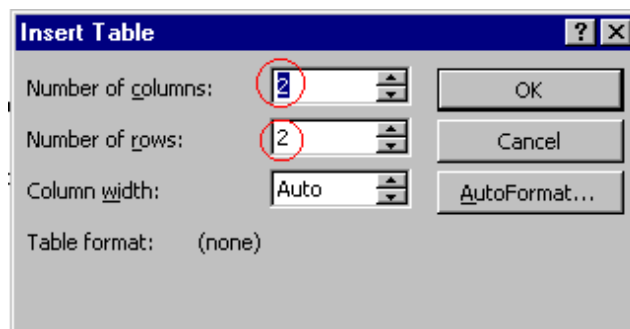 Insert Table
Number of columns: 2 OK
Number of rows: 2 Cancel
Column width: Auto AutoFormat...
Table format: (none)